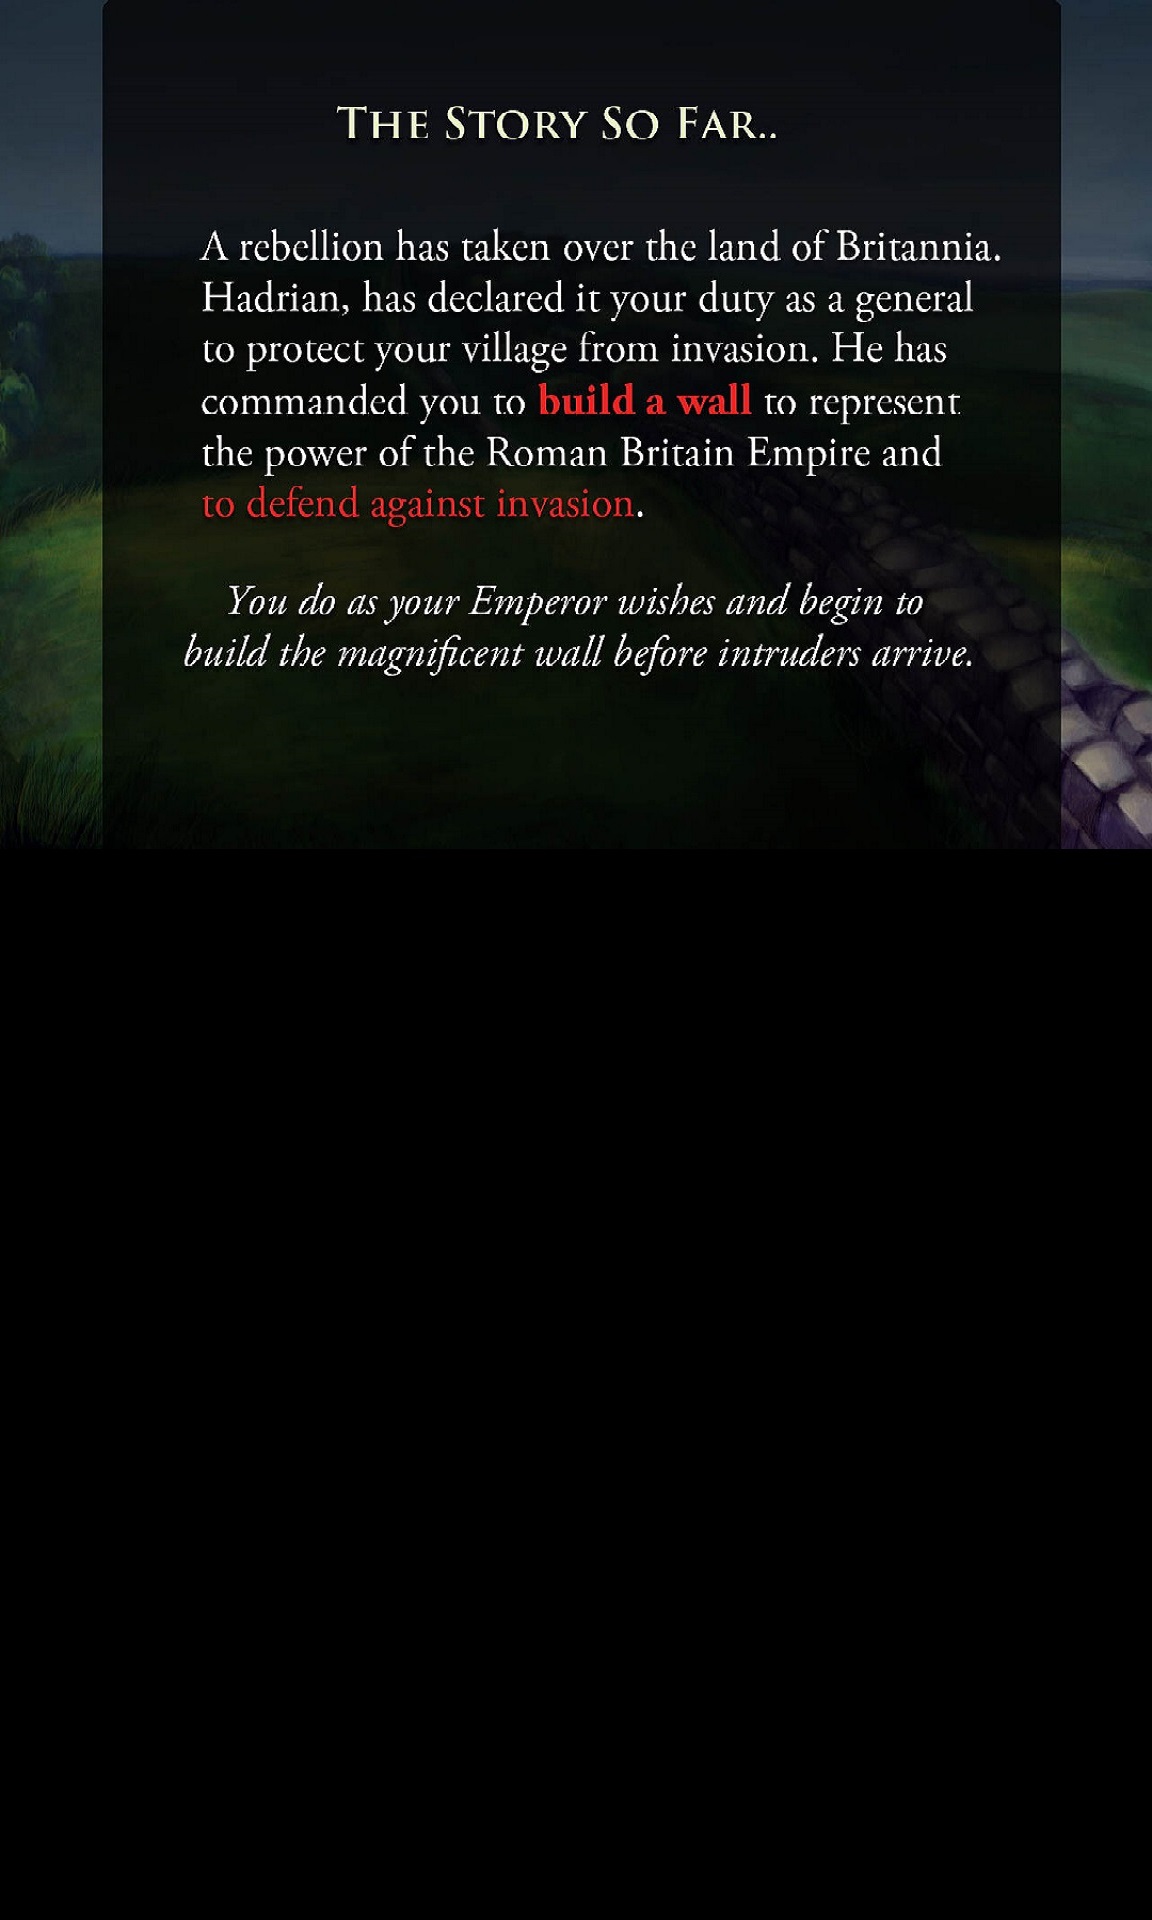 The Story So Far..
A rebellion has taken over the land of Britannia.
Hadrian, has declared it your duty as a general
to protect your village from invasion. He has
commanded you to build a wall to represent
the power of the Roman Britain Empire and
to defend against invasion.
You do as your Emperor wishes and begin to
build the magnificent wall before intruders arrive.